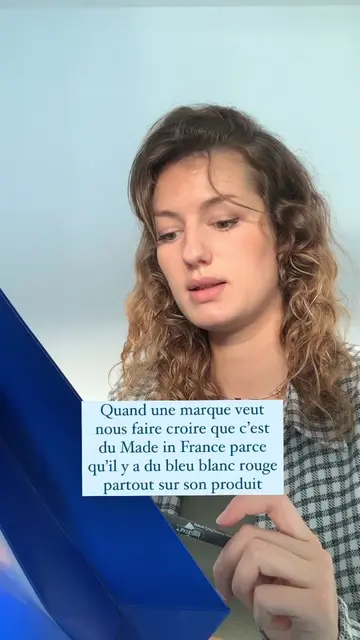 Quand une marque veut
nous faire croire que c'est
du Made in France parce
qu'il y a du bleu blanc rouge
partout sur son produit